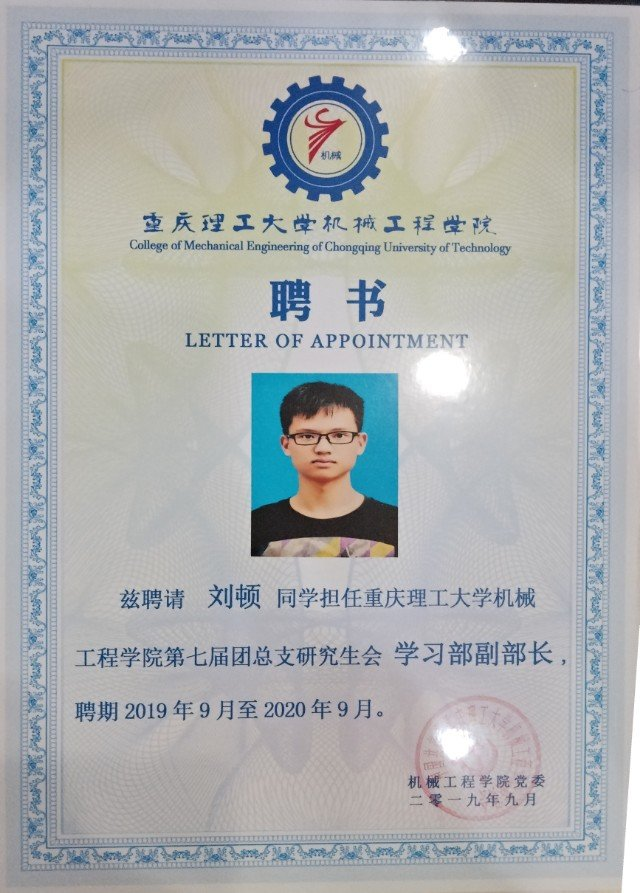 机械
重庆理工大学机械工程学院
College of Mechanical Engineering of Chongqing University of Technology
聘 书
LETTER OF APPOINTMENT
兹聘请 刘顿 同学担任重庆理工大学机械
工程学院第七届团总支研究生会 学习部副部长，
聘期 2019 年 9 月至 2020 年 9 月。
机械工程学院党委
二零一九年九月